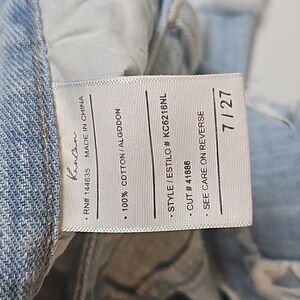 KanCan
• RN# 144635 MADE IN CHINA
• 100% COTTON / ALGODON
• STYLE / ESTILO # KC6216NL
• CUT # 41886
• SEE CARE ON REVERSE
7 / 27